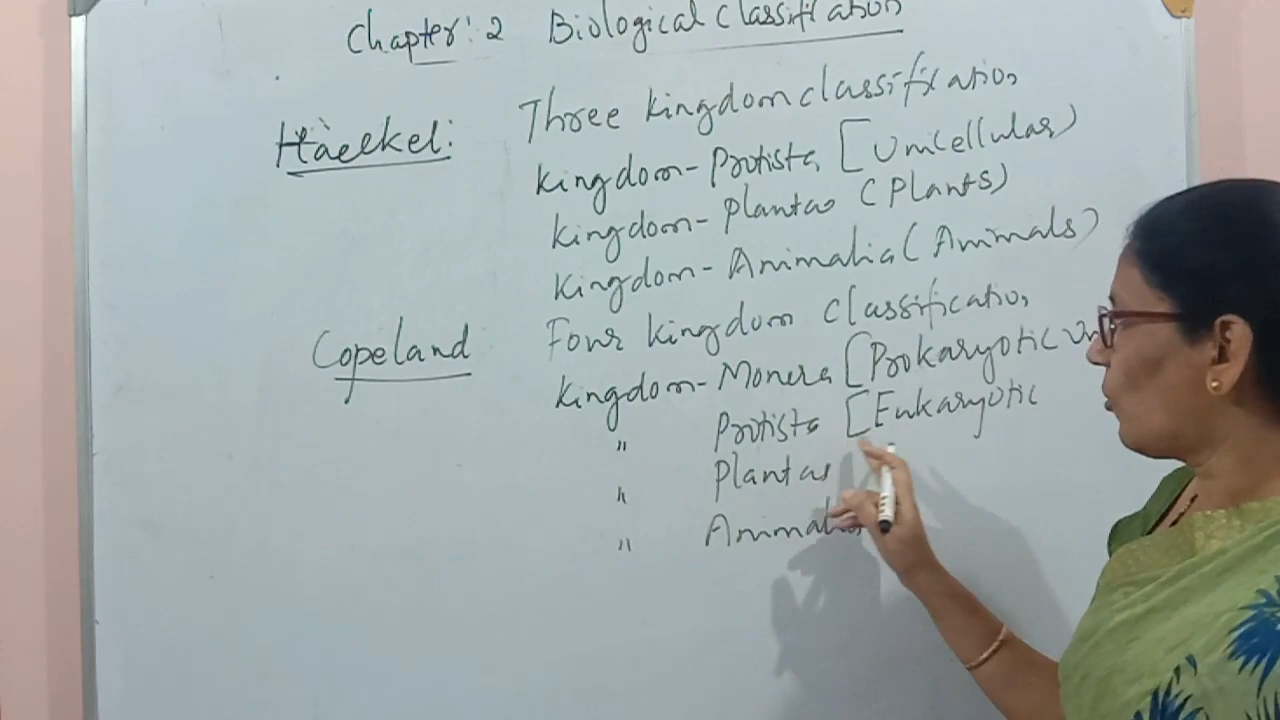 Chapter: 2 Biological Classification
Haeckel: Three kingdom classification
Kingdom - Protista [Unicellular)
Kingdom - Plantae (Plants)
Kingdom - Animalia (Animals)
Copeland Four kingdom classification
Kingdom - Monera [Prokaryotic
" Protista [Eukaryotic
" Plantae
" Animalia